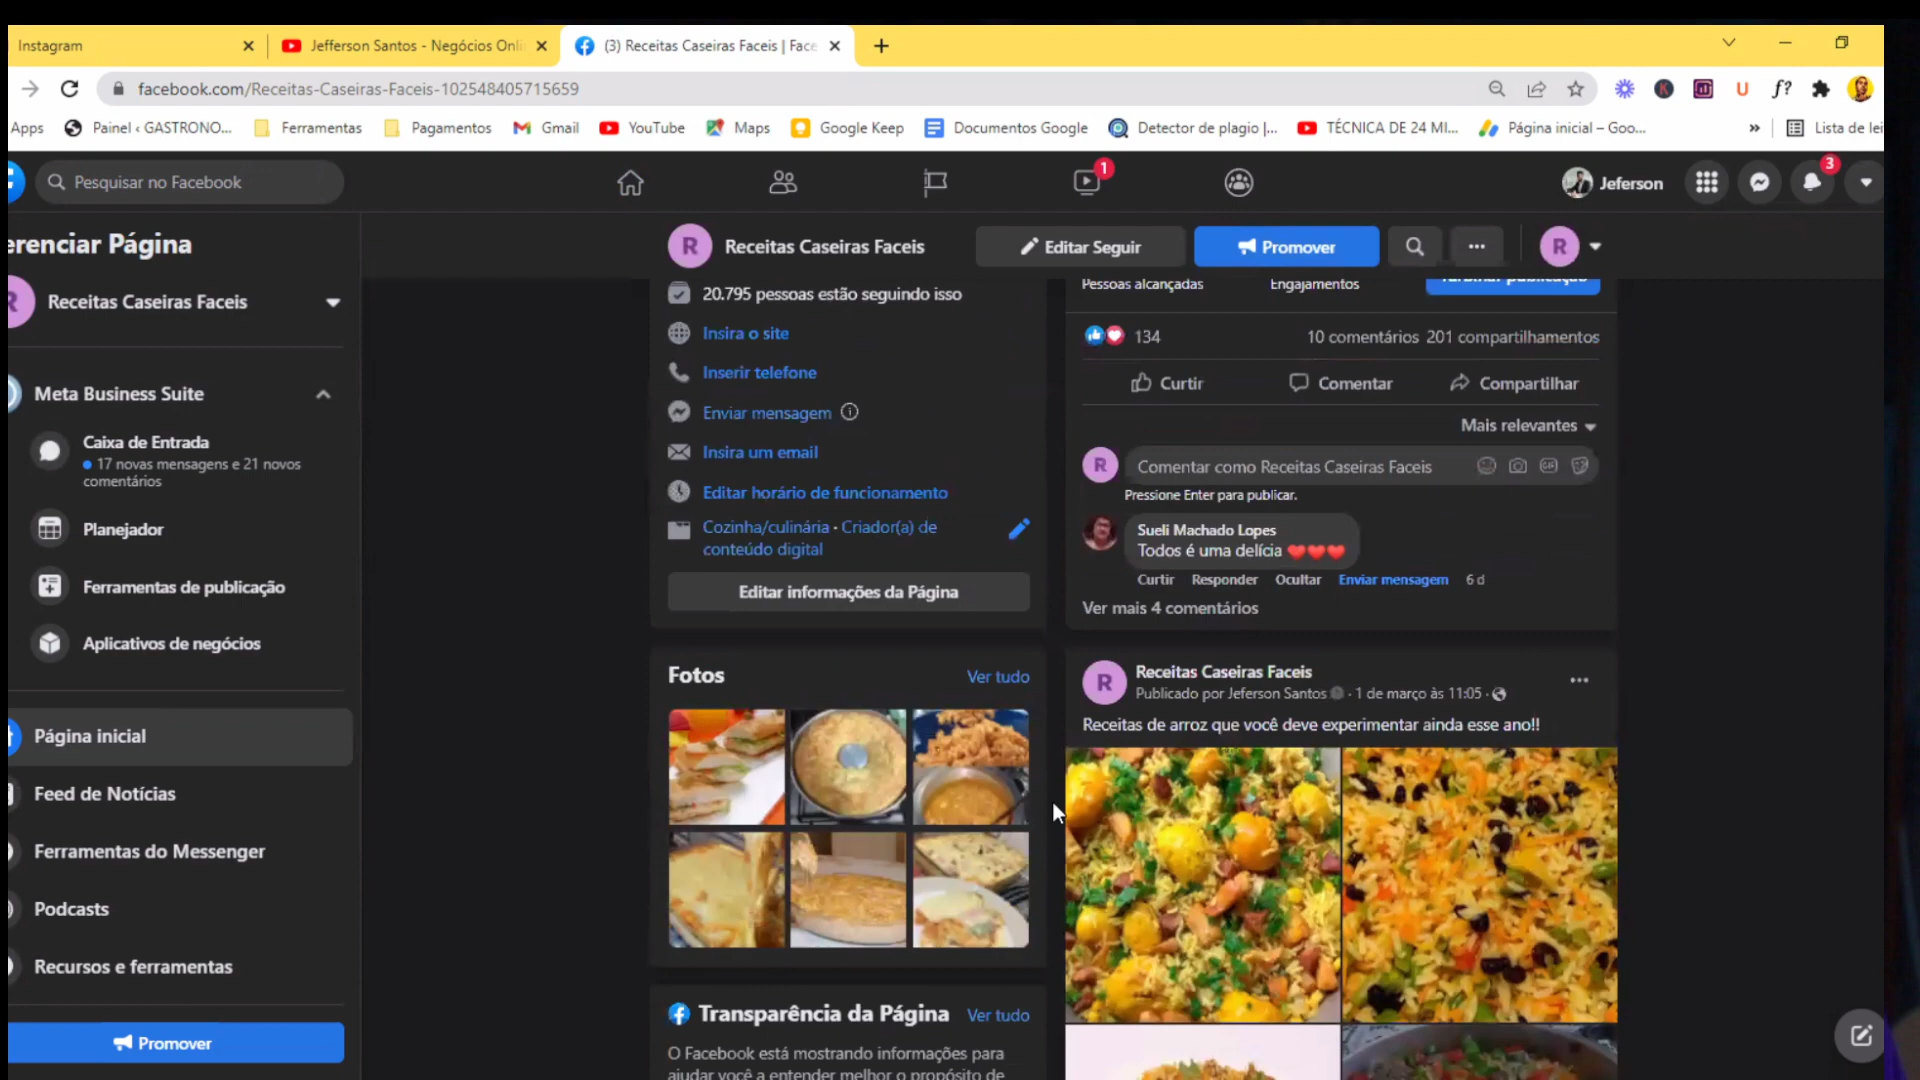 Instagram
Jefferson Santos - Negócios Onli
(3) Receitas Caseiras Faceis | Face
facebook.com/Receitas-Caseiras-Faceis-102548405715659
Apps
Painel ‹ GASTRONO...
Ferramentas
Pagamentos
Gmail
YouTube
Maps
Google Keep
Documentos Google
Detector de plagio |...
TÉCNICA DE 24 MI...
Página inicial – Goo...
»
Lista de lei
Pesquisar no Facebook
1
Jeferson
3
erenciar Página
R
Receitas Caseiras Faceis
Editar Seguir
Promover
R
R
Receitas Caseiras Faceis
Meta Business Suite
Caixa de Entrada
17 novas mensagens e 21 novos
comentários
Planejador
Ferramentas de publicação
Aplicativos de negócios
Página inicial
Feed de Notícias
Ferramentas do Messenger
Podcasts
Recursos e ferramentas
Promover
20.795 pessoas estão seguindo isso
Insira o site
Inserir telefone
Enviar mensagem
Insira um email
Editar horário de funcionamento
Cozinha/culinária · Criador(a) de
conteúdo digital
Editar informações da Página
Fotos
Ver tudo
Transparência da Página
Ver tudo
O Facebook está mostrando informações para
ajudar você a entender melhor o propósito de
Pessoas alcançadas
Engajamentos
Turbinar publicação
134
10 comentários 201 compartilhamentos
Curtir
Comentar
Compartilhar
Mais relevantes
R
Comentar como Receitas Caseiras Faceis
GIF
Pressione Enter para publicar.
Sueli Machado Lopes
Todos é uma delícia ❤❤❤
Curtir Responder Ocultar Enviar mensagem 6 d
Ver mais 4 comentários
R
Receitas Caseiras Faceis
Publicado por Jeferson Santos · 1 de março às 11:05 ·
Receitas de arroz que você deve experimentar ainda esse ano!!